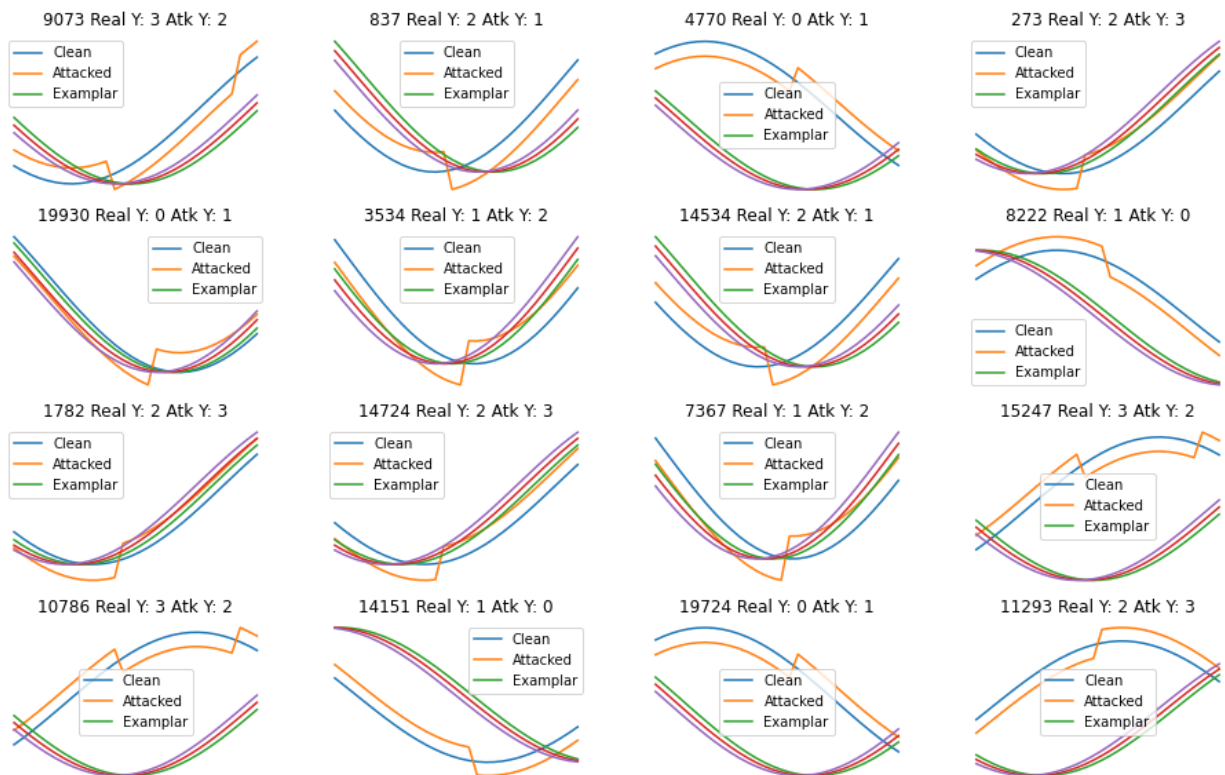 9073 Real Y: 3 Atk Y: 2
Clean
Attacked
Examplar
837 Real Y: 2 Atk Y: 1
Clean
Attacked
Examplar
4770 Real Y: 0 Atk Y: 1
Clean
Attacked
Examplar
273 Real Y: 2 Atk Y: 3
Clean
Attacked
Examplar
19930 Real Y: 0 Atk Y: 1
Clean
Attacked
Examplar
3534 Real Y: 1 Atk Y: 2
Clean
Attacked
Examplar
14534 Real Y: 2 Atk Y: 1
Clean
Attacked
Examplar
8222 Real Y: 1 Atk Y: 0
Clean
Attacked
Examplar
1782 Real Y: 2 Atk Y: 3
Clean
Attacked
Examplar
14724 Real Y: 2 Atk Y: 3
Clean
Attacked
Examplar
7367 Real Y: 1 Atk Y: 2
Clean
Attacked
Examplar
15247 Real Y: 3 Atk Y: 2
Clean
Attacked
Examplar
10786 Real Y: 3 Atk Y: 2
Clean
Attacked
Examplar
14151 Real Y: 1 Atk Y: 0
Clean
Attacked
Examplar
19724 Real Y: 0 Atk Y: 1
Clean
Attacked
Examplar
11293 Real Y: 2 Atk Y: 3
Clean
Attacked
Examplar